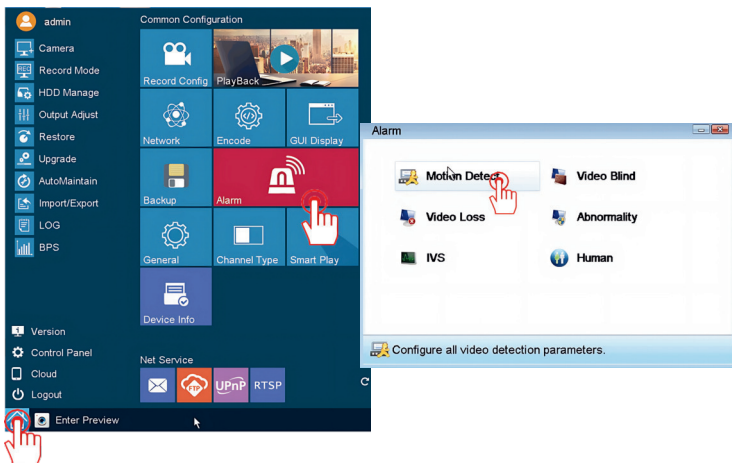 admin
Camera
Record Mode
HDD Manage
Output Adjust
Restore
Upgrade
AutoMaintain
Import/Export
LOG
BPS
Version
Control Panel
Cloud
Logout
Enter Preview
Common Configuration
Record Config
PlayBack
Network
Encode
GUI Display
Backup
Alarm
General
Channel Type
Smart Play
Device Info
Net Service
FTP
UPnP
RTSP
C
Alarm
Motion Detect
Video Blind
Video Loss
Abnormality
IVS
Human
Configure all video detection parameters.